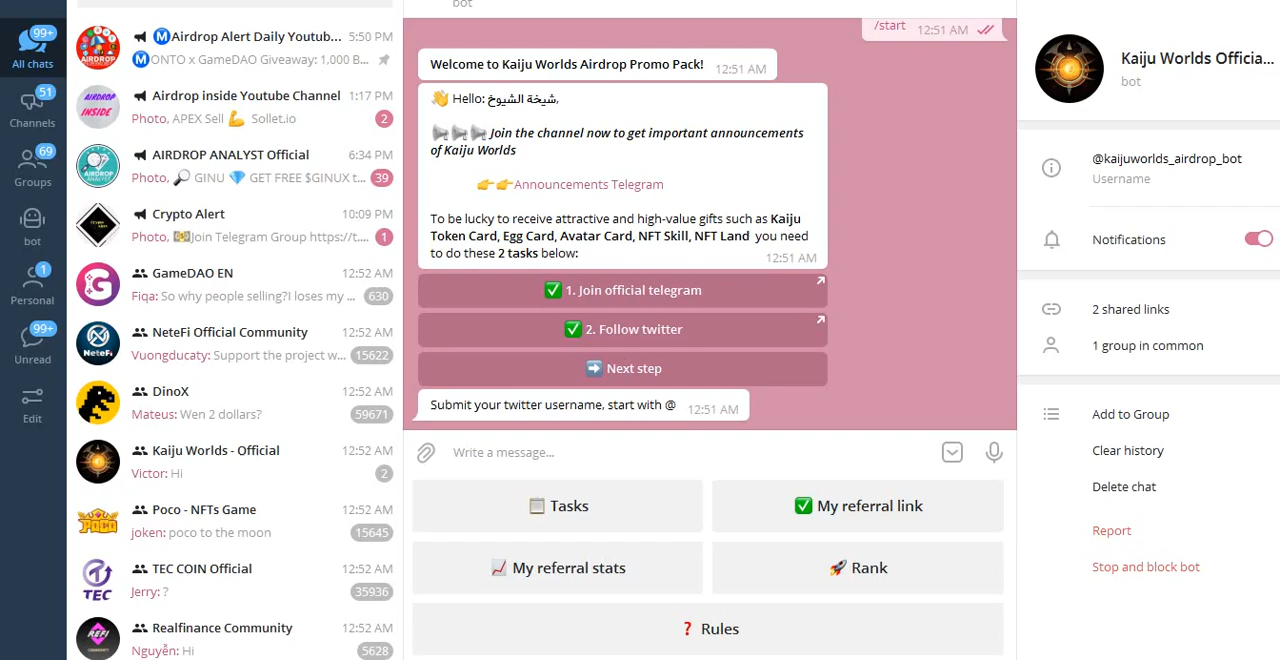 bot
99+
All chats
51
Channels
69
Groups
bot
1
Personal
99+
Unread
Edit
Airdrop Alert Daily Youtub... 5:50 PM
ONTO x GameDAO Giveaway: 1,000 B...
Airdrop inside Youtube Channel 1:17 PM
Photo, APEX Sell 💪 Sollet.io 2
AIRDROP ANALYST Official 6:34 PM
Photo, 🔎 GINU 💎 GET FREE $GINUX t... 39
Crypto Alert 10:09 PM
Photo, 💵Join Telegram Group https://t.... 1
GameDAO EN 12:52 AM
Fiqa: So why people selling?I loses my ... 630
NeteFi Official Community 12:52 AM
Vuongducaty: Support the project w... 15622
DinoX 12:52 AM
Mateus: Wen 2 dollars? 59671
Kaiju Worlds - Official 12:52 AM
Victor: Hi 2
Poco - NFTs Game 12:52 AM
joken: poco to the moon 15645
TEC COIN Official 12:52 AM
Jerry: ? 35936
Realfinance Community 12:52 AM
Nguyễn: Hi 5628
/start 12:51 AM
Welcome to Kaiju Worlds Airdrop Promo Pack! 12:51 AM
👋 Hello: شيخة الشيوخ,
📢📢📢 Join the channel now to get important announcements
of Kaiju Worlds
👉👉Announcements Telegram
To be lucky to receive attractive and high-value gifts such as Kaiju
Token Card, Egg Card, Avatar Card, NFT Skill, NFT Land you need
to do these 2 tasks below: 12:51 AM
✅ 1. Join official telegram
✅ 2. Follow twitter
➡️ Next step
Submit your twitter username, start with @ 12:51 AM
Write a message...
📋 Tasks
✅ My referral link
📈 My referral stats
🚀 Rank
❓ Rules
Kaiju Worlds Officia...
bot
@kaijuworlds_airdrop_bot
Username
Notifications
2 shared links
1 group in common
Add to Group
Clear history
Delete chat
Report
Stop and block bot